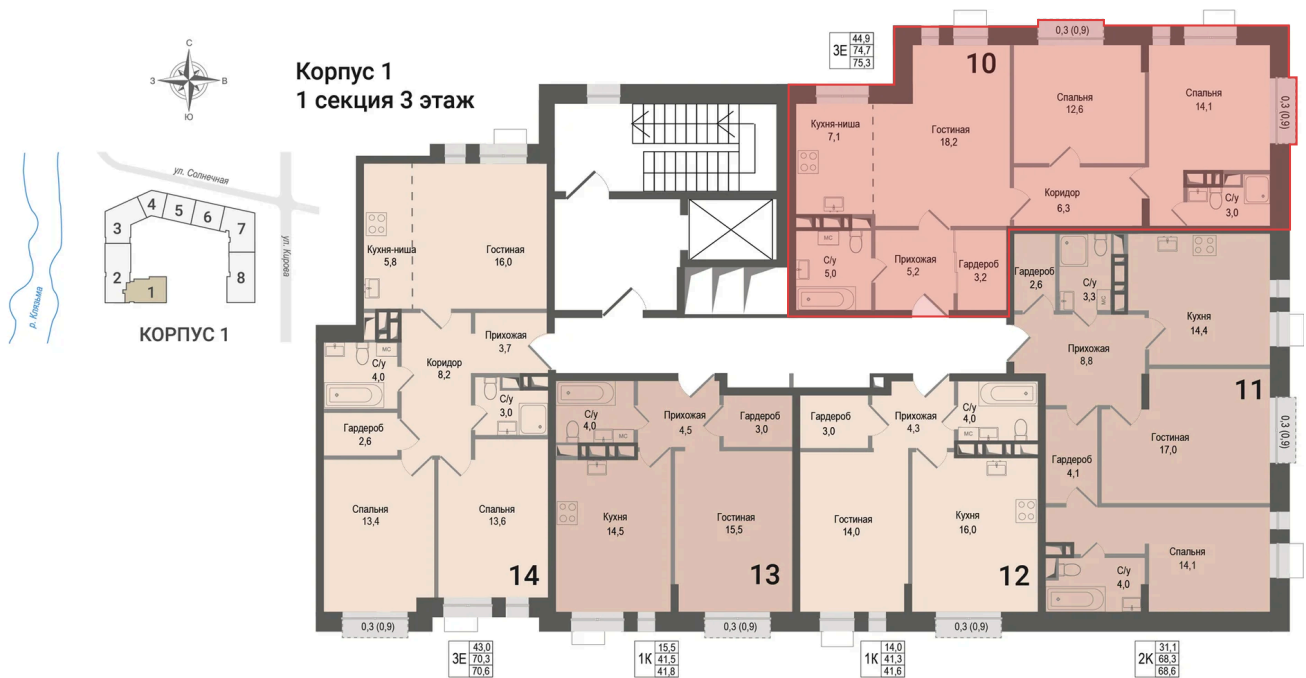 С
З
В
Ю
Корпус 1
1 секция 3 этаж
ул. Солнечная
ул. Кирова
р. Клязьма
1
2
3
4
5
6
7
8
КОРПУС 1
3Е
44,9
74,7
75,3
10
0,3 (0,9)
0,3 (0,9)
Кухня-ниша
7,1
Гостиная
18,2
Спальня
12,6
Спальня
14,1
Коридор
6,3
С/у
3,0
С/у
5,0
МС
Прихожая
5,2
Гардероб
3,2
Кухня-ниша
5,8
Гостиная
16,0
Прихожая
3,7
Коридор
8,2
МС
С/у
4,0
С/у
3,0
Гардероб
2,6
Спальня
13,4
Спальня
13,6
14
0,3 (0,9)
3Е
43,0
70,3
70,6
С/у
4,0
МС
Прихожая
4,5
Гардероб
3,0
Кухня
14,5
Гостиная
15,5
13
0,3 (0,9)
1К
15,5
41,5
41,8
Гардероб
3,0
Прихожая
4,3
С/у
4,0
МС
Гостиная
14,0
Кухня
16,0
12
0,3 (0,9)
1К
14,0
41,3
41,6
Гардероб
2,6
С/у
3,3
МС
Кухня
14,4
Прихожая
8,8
11
Гостиная
17,0
0,3 (0,9)
Гардероб
4,1
Спальня
14,1
С/у
4,0
2К
31,1
68,3
68,6